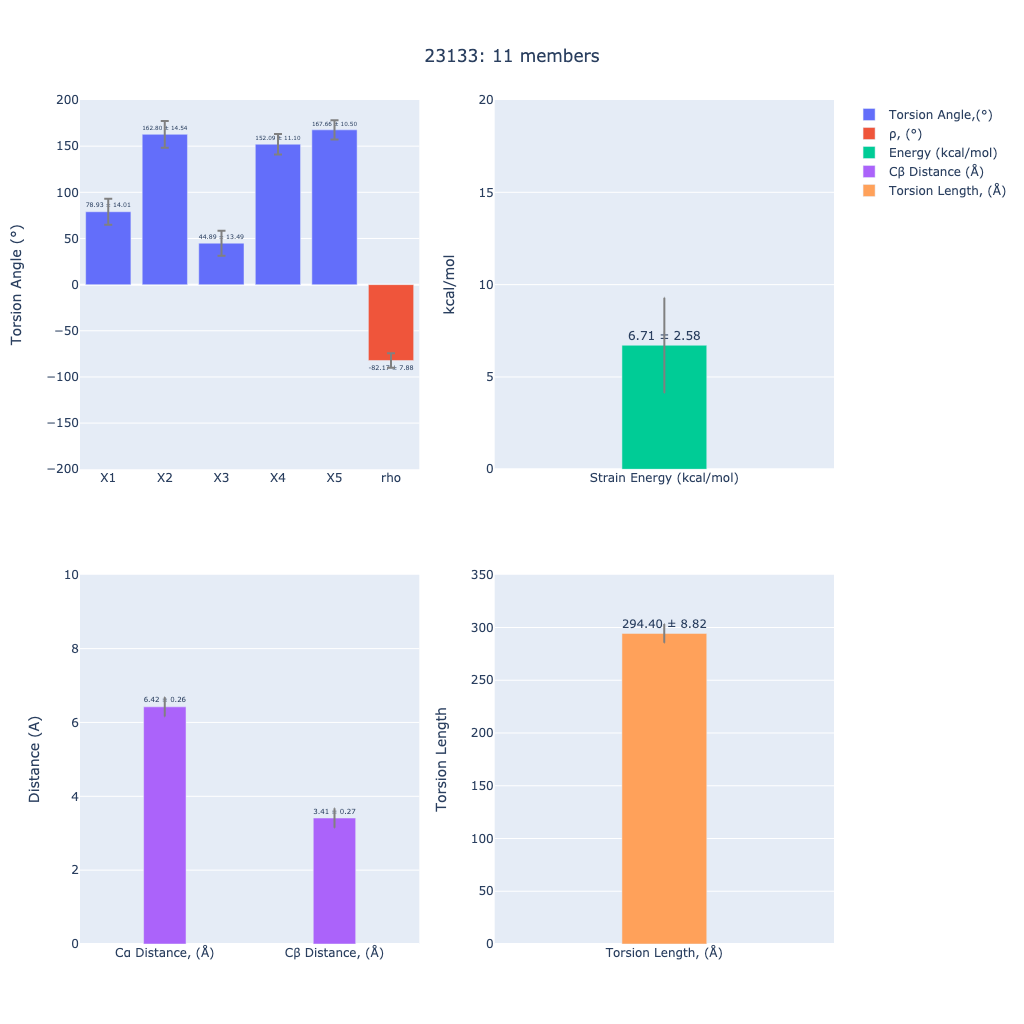 23133: 11 members
Torsion Angle (°)
200
150
100
50
0
−50
−100
−150
−200
78.93 ± 14.01
162.80 ± 14.54
44.89 ± 13.49
152.09 ± 11.10
167.66 ± 10.50
-82.17 ± 7.88
X1 X2 X3 X4 X5 rho
kcal/mol
20
15
10
5
0
6.71 ± 2.58
Strain Energy (kcal/mol)
Torsion Angle,(°)
ρ, (°)
Energy (kcal/mol)
Cβ Distance (Å)
Torsion Length, (Å)
Distance (A)
10
8
6
4
2
0
6.42 ± 0.26
3.41 ± 0.27
Cα Distance, (Å) Cβ Distance, (Å)
Torsion Length
350
300
250
200
150
100
50
0
294.40 ± 8.82
Torsion Length, (Å)